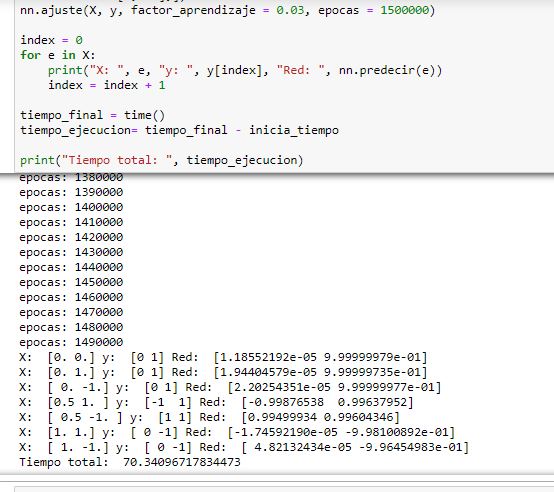 nn.ajuste(X, y, factor_aprendizaje = 0.03, epocas = 1500000)
index = 0
for e in X:
print("X: ", e, "y: ", y[index], "Red: ", nn.predecir(e))
index = index + 1
tiempo_final = time()
tiempo_ejecucion= tiempo_final - inicia_tiempo
print("Tiempo total: ", tiempo_ejecucion)
epocas: 1380000
epocas: 1390000
epocas: 1400000
epocas: 1410000
epocas: 1420000
epocas: 1430000
epocas: 1440000
epocas: 1450000
epocas: 1460000
epocas: 1470000
epocas: 1480000
epocas: 1490000
X:  [0. 0.] y:  [0 1] Red:  [1.18552192e-05 9.99999979e-01]
X:  [0. 1.] y:  [0 1] Red:  [1.94404579e-05 9.99999735e-01]
X:  [ 0. -1.] y:  [0 1] Red:  [2.20254351e-05 9.99999977e-01]
X:  [0.5 1. ] y:  [-1  1] Red:  [-0.99876538  0.99637952]
X:  [ 0.5 -1. ] y:  [1 1] Red:  [0.99499934 0.99604346]
X:  [1. 1.] y:  [ 0 -1] Red:  [-1.74592190e-05 -9.98100892e-01]
X:  [ 1. -1.] y:  [ 0 -1] Red:  [ 4.82132434e-05 -9.96454983e-01]
Tiempo total:  70.34096717834473